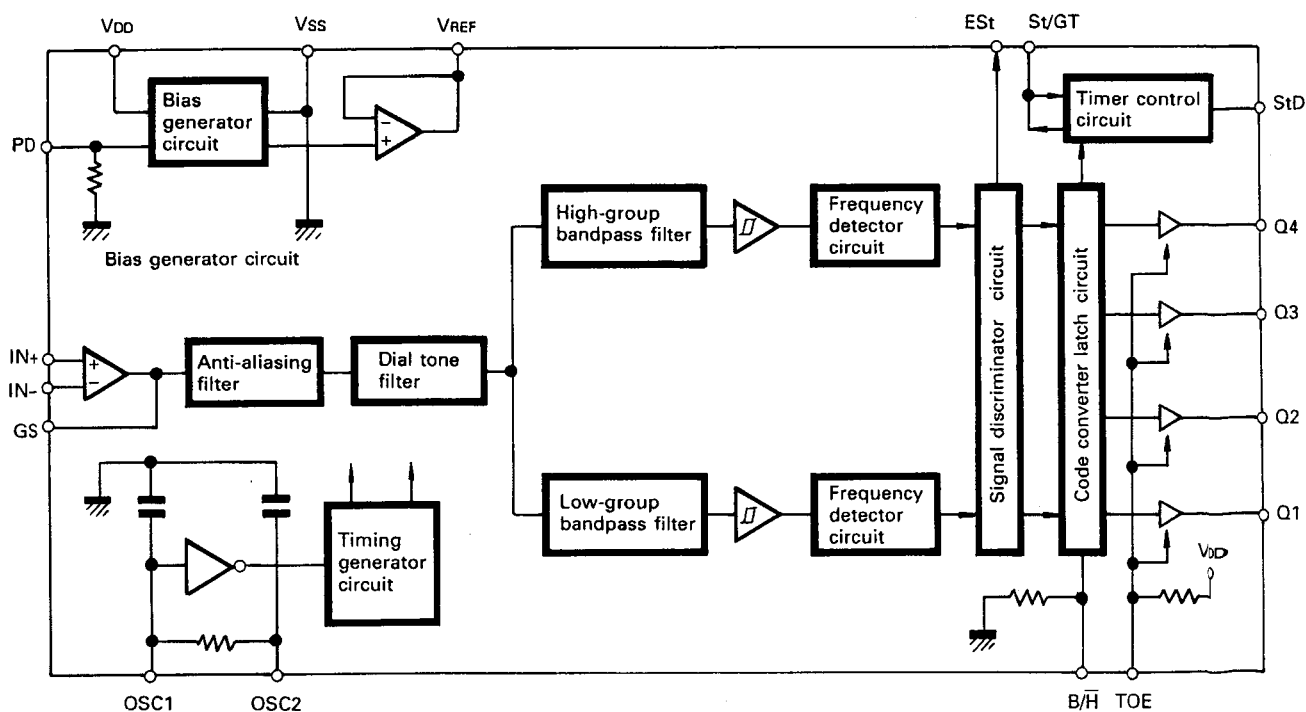 VDD
VSS
VREF
ESt
St/GT
Bias
generator
circuit
Timer control
circuit
StD
PD
−
+
High-group
bandpass filter
Frequency
detector
circuit
Q4
Bias generator circuit
Signal discriminator circuit
Code converter latch circuit
Q3
IN+
+
Anti-aliasing
filter
Dial tone
filter
IN−
−
GS
Q2
Low-group
bandpass filter
Frequency
detector
circuit
Q1
Timing
generator
circuit
VDD
OSC1
OSC2
B/H̅
TOE